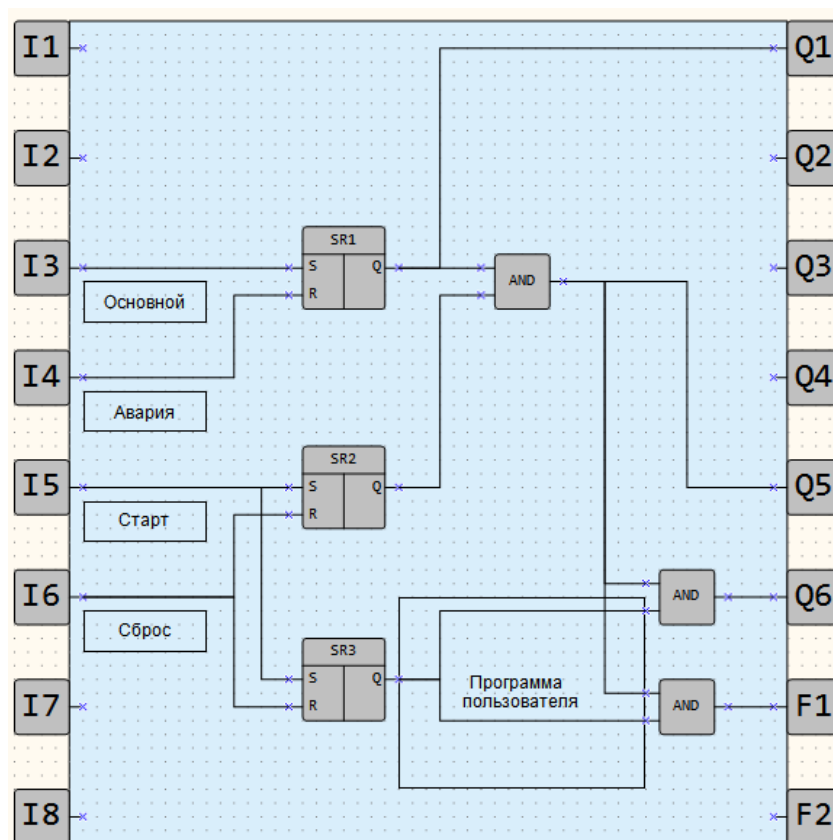 I1
Q1
I2
Q2
SR1
I3
S
Q
R
AND
Q3
Основной
I4
Q4
Авария
SR2
I5
S
Q
R
Q5
Старт
I6
AND
Q6
Сброс
SR3
S
Q
R
Программа
пользователя
I7
AND
F1
I8
F2